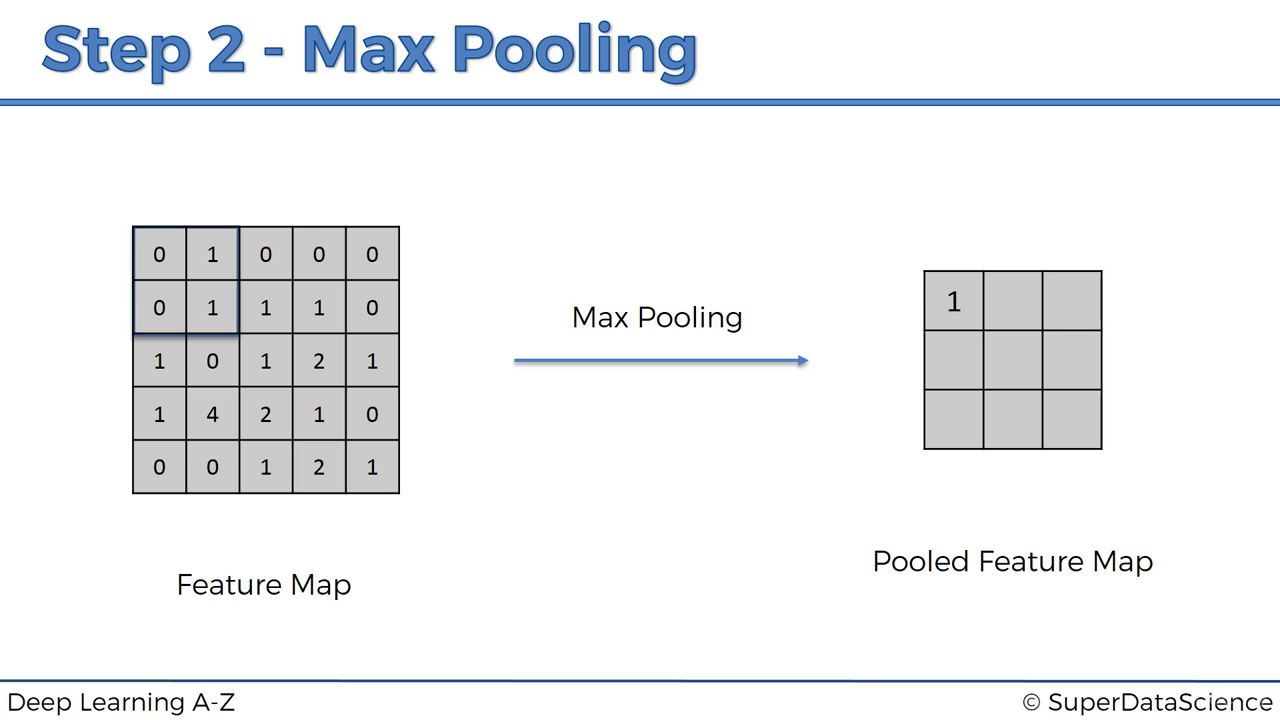 Step 2 - Max Pooling
0 1 0 0 0
0 1 1 1 0
1 0 1 2 1
1 4 2 1 0
0 0 1 2 1
Feature Map
Max Pooling
1
Pooled Feature Map
Deep Learning A-Z
© SuperDataScience